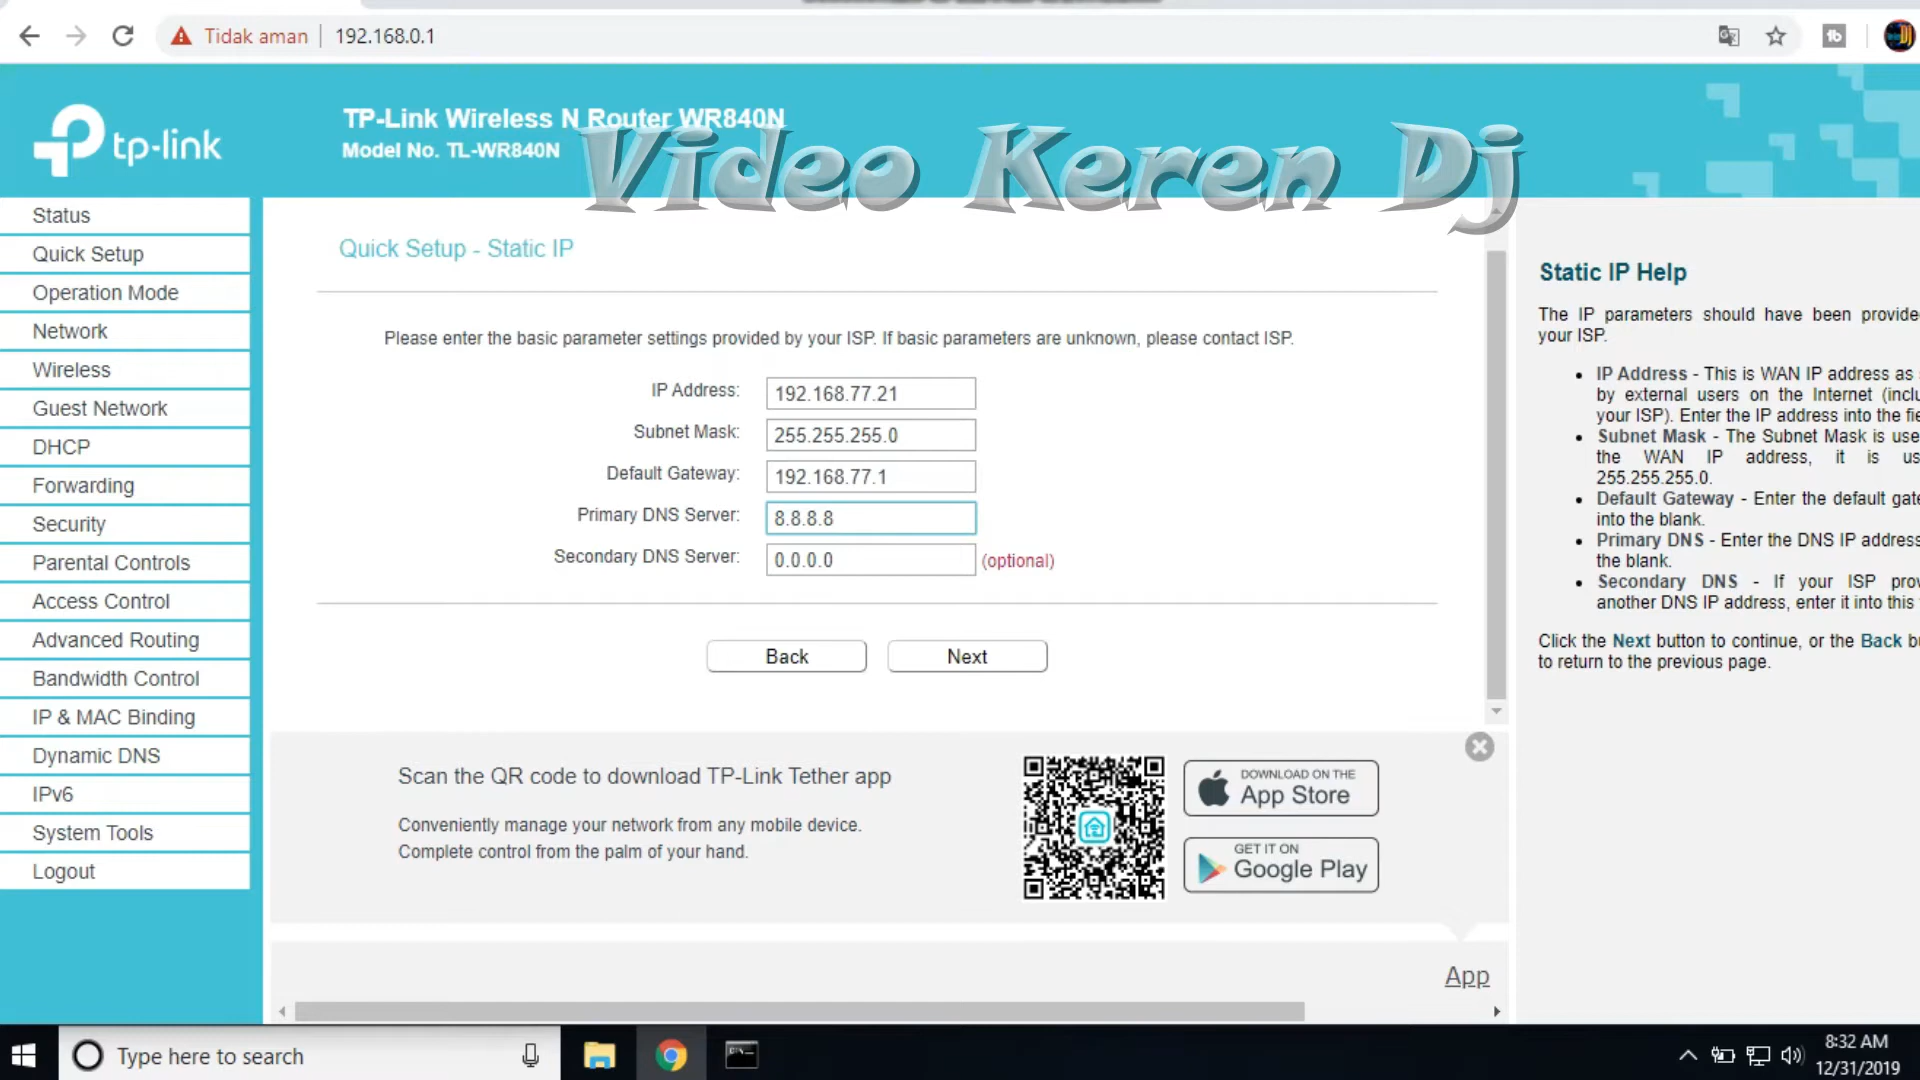 Tidak aman
192.168.0.1
tp-link
TP-Link Wireless N Router WR840N
Model No. TL-WR840N
Video Keren Dj
Status
Quick Setup
Operation Mode
Network
Wireless
Guest Network
DHCP
Forwarding
Security
Parental Controls
Access Control
Advanced Routing
Bandwidth Control
IP & MAC Binding
Dynamic DNS
IPv6
System Tools
Logout
Quick Setup - Static IP
Please enter the basic parameter settings provided by your ISP. If basic parameters are unknown, please contact ISP.
IP Address: 192.168.77.21
Subnet Mask: 255.255.255.0
Default Gateway: 192.168.77.1
Primary DNS Server: 8.8.8.8
Secondary DNS Server: 0.0.0.0 (optional)
Back Next
Static IP Help
The IP parameters should have been
your ISP.
IP Address - This is WAN IP address as
by external users on the Internet
your ISP). Enter the IP address into the
Subnet Mask - The Subnet Mask is
the WAN IP address, it is
255.255.255.0.
Default Gateway - Enter the default
into the blank.
Primary DNS - Enter the DNS IP address
the blank.
Secondary DNS - If your ISP
another DNS IP address, enter it into this
Click the Next button to continue, or the Back
to return to the previous page.
Scan the QR code to download TP-Link Tether app
Conveniently manage your network from any mobile device.
Complete control from the palm of your hand.
DOWNLOAD ON THE
App Store
GET IT ON
Google Play
App
Type here to search
8:32 AM
12/31/2019